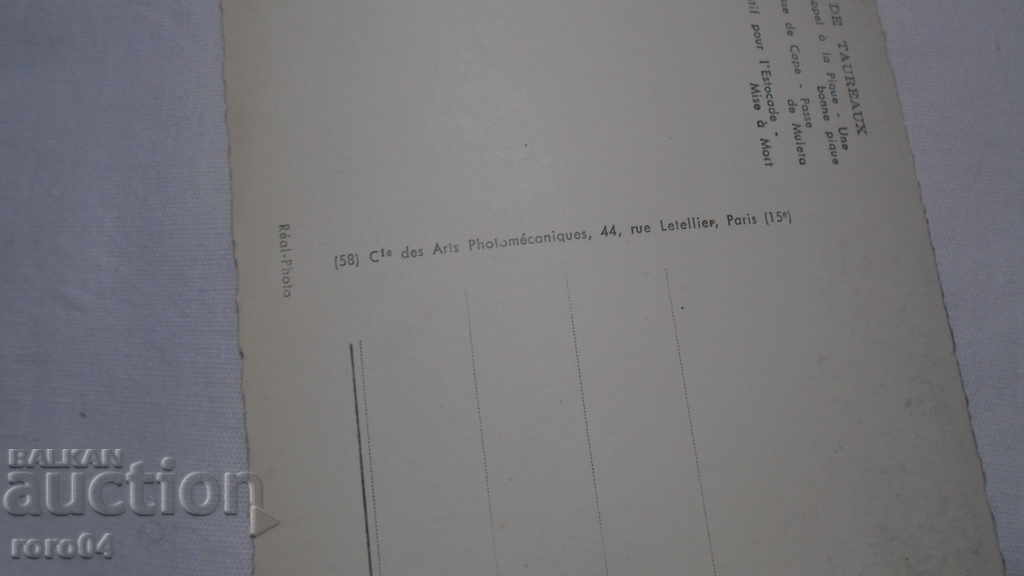 DE TAUREAUX
à la Pique - Une
bonne pique
de Cape - Passe
de Muleta
pour l'Estocade -
Mise à Mort
(58) Cie des Arts Photomécaniques, 44, rue Letellier, Paris (15e)
Réal-Photo
BALKAN
auction
roro04